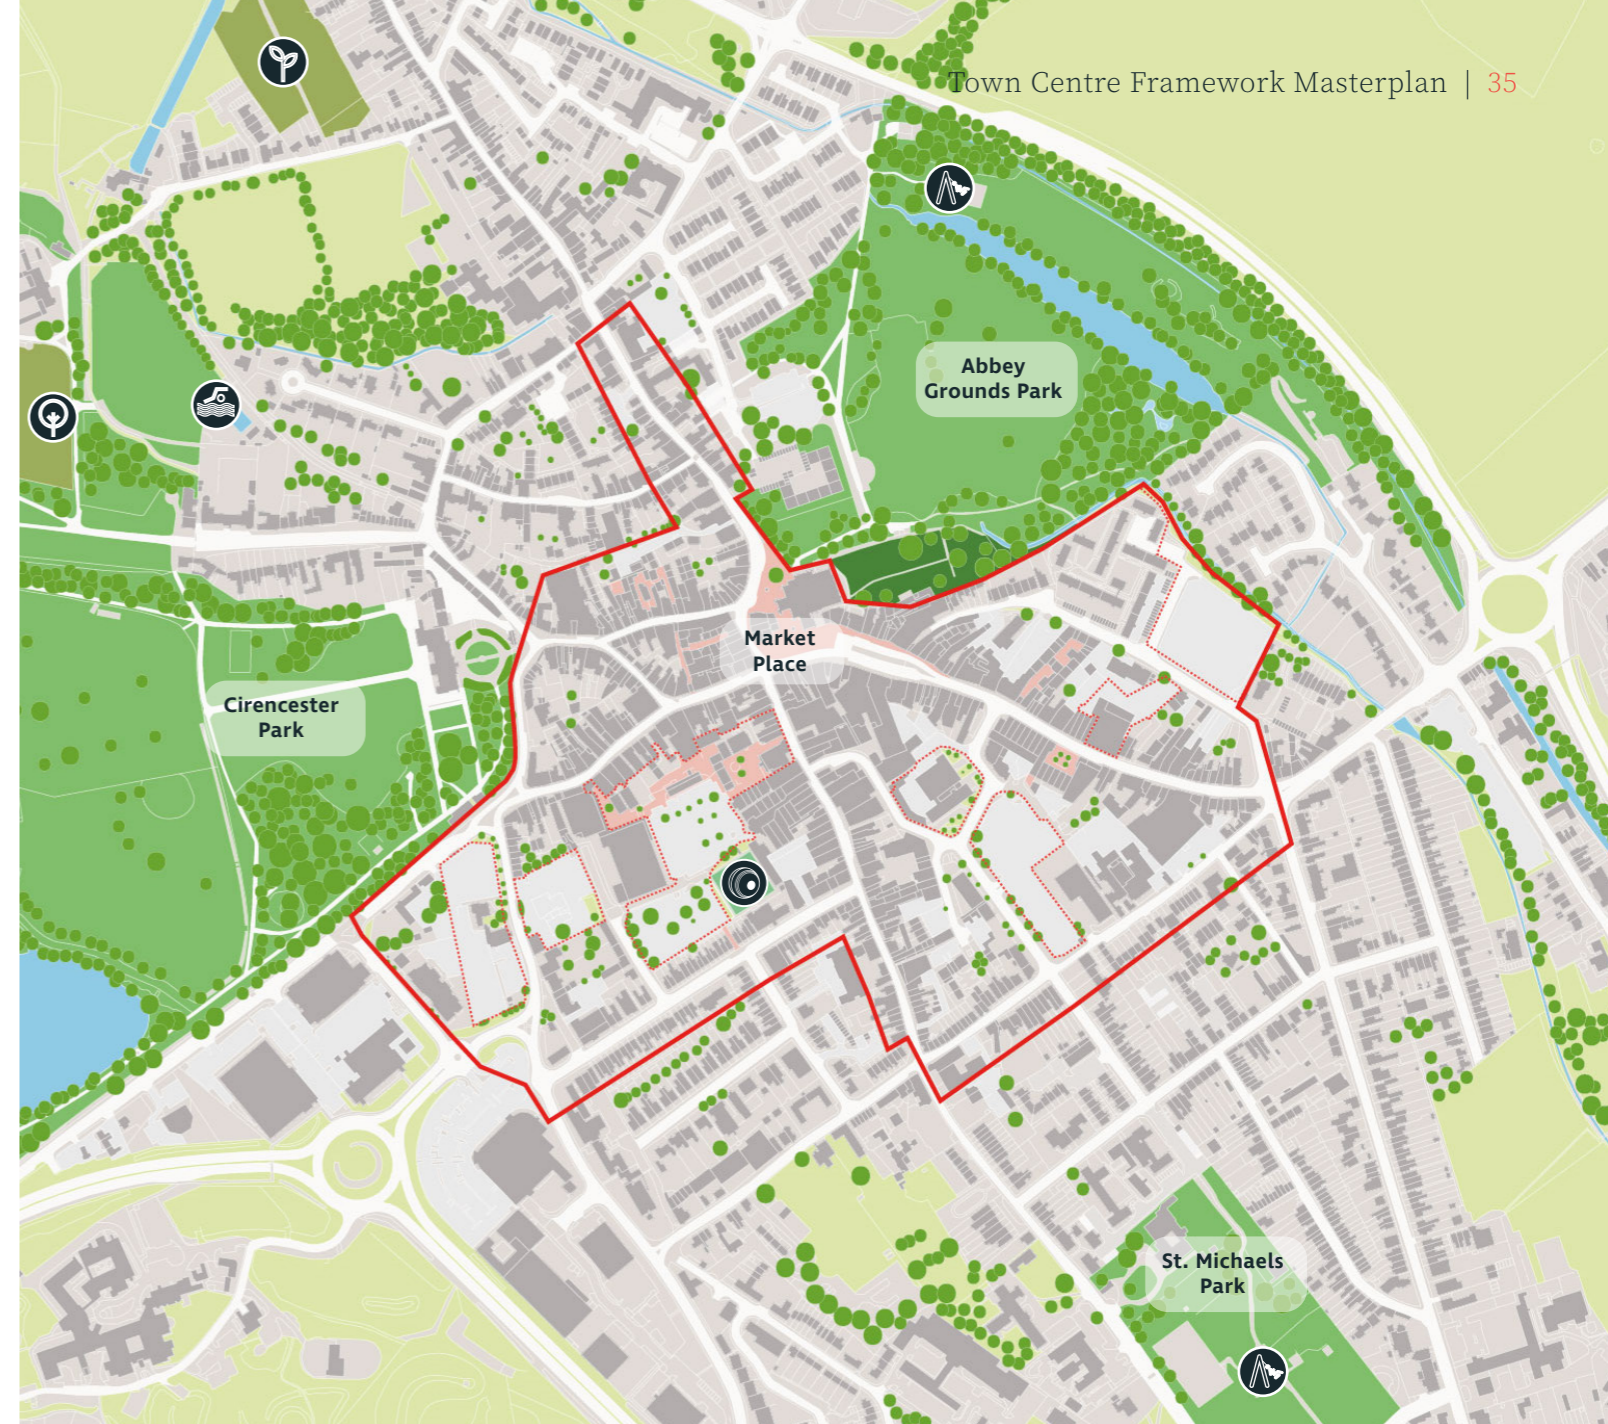 Town Centre Framework Masterplan | 35
Abbey
Grounds Park
Market
Place
Cirencester
Park
St. Michaels
Park